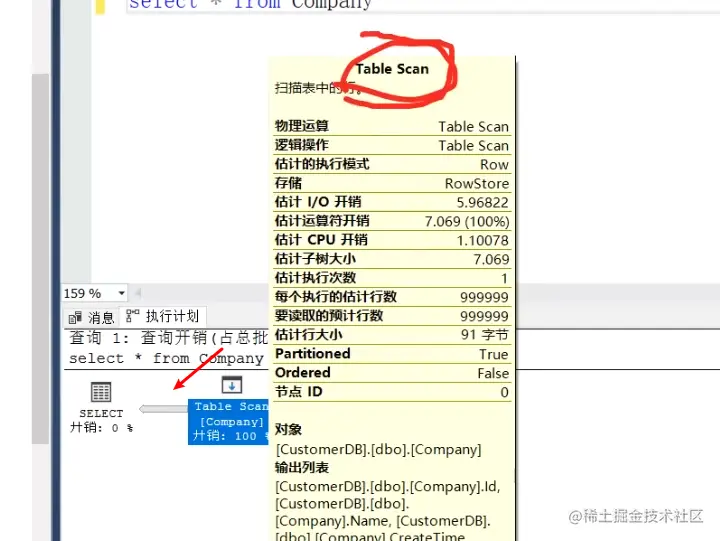 select * from Company
Table Scan
扫描表中的行。
物理运算 Table Scan
逻辑操作 Table Scan
估计的执行模式 Row
存储 RowStore
估计 I/O 开销 5.96822
估计运算符开销 7.069 (100%)
估计 CPU 开销 1.10078
估计子树大小 7.069
估计执行次数 1
每个执行的估计行数 999999
要读取的预计行数 999999
估计行大小 91 字节
Partitioned True
Ordered False
节点 ID 0
对象
[CustomerDB].[dbo].[Company]
输出列表
[CustomerDB].[dbo].[Company].Id,
[CustomerDB].[dbo].
[Company].Name, [CustomerDB].
[dbo].[Company].CreateTime
159 %
消息 执行计划
查询 1: 查询开销(占总批
select * from Company
SELECT
开销: 0 %
Table Scan
[Company]
开销: 100 %
@稀土掘金技术社区